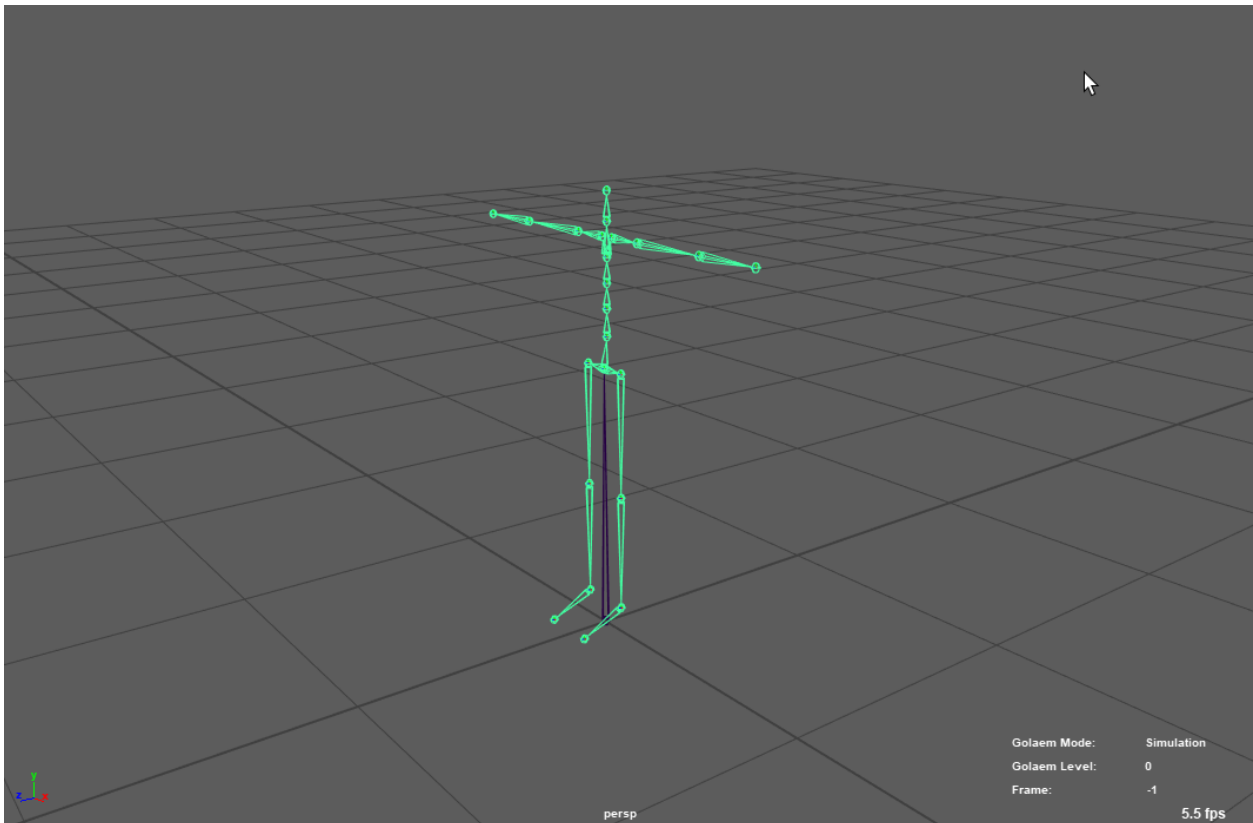 Golaem Mode: Simulation
Golaem Level: 0
Frame: -1
y
z x
persp
5.5 fps